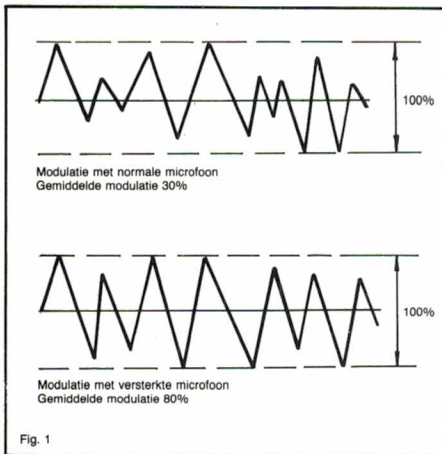 100%
Modulatie met normale microfoon
Gemiddelde modulatie 30%
100%
Modulatie met versterkte microfoon
Gemiddelde modulatie 80%
Fig. 1